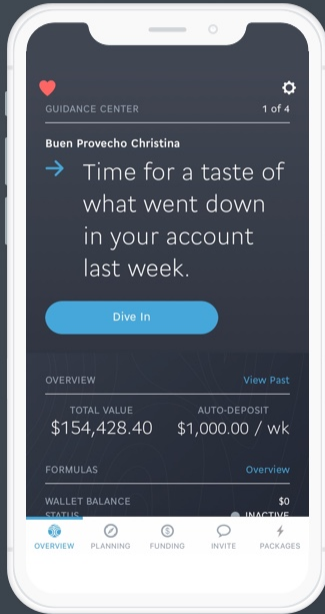 GUIDANCE CENTER 1 of 4
Buen Provecho Christina
Time for a taste of
what went down
in your account
last week.
Dive In
OVERVIEW View Past
TOTAL VALUE AUTO-DEPOSIT
$154,428.40 $1,000.00 / wk
FORMULAS Overview
WALLET BALANCE $0
STATUS INACTIVE
OVERVIEW PLANNING FUNDING INVITE PACKAGES